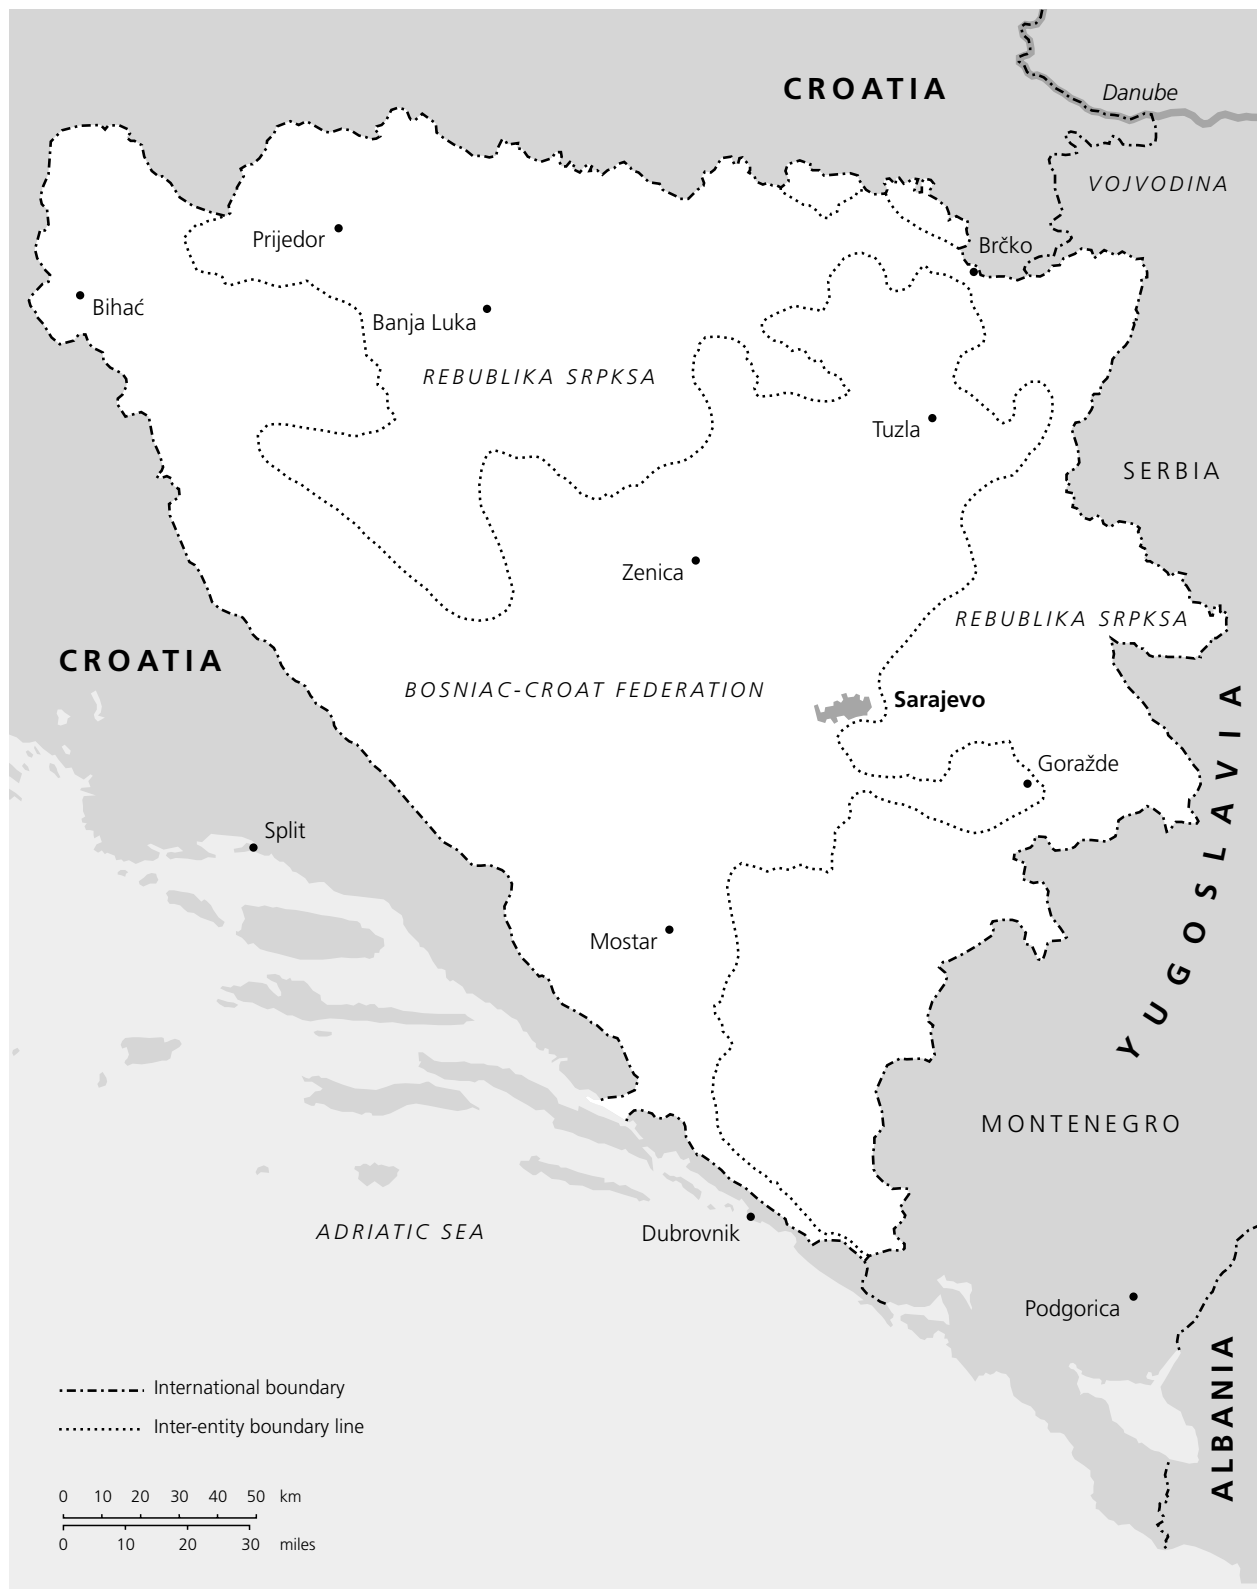 CROATIA
Danube
VOJVODINA
Prijedor
Brčko
Bihać
Banja Luka
REBUBLIKA SRPKSA
Tuzla
SERBIA
Zenica
REBUBLIKA SRPKSA
CROATIA
BOSNIAC-CROAT FEDERATION
Sarajevo
YUGOSLAVIA
Goražde
Split
Mostar
MONTENEGRO
ADRIATIC SEA
Dubrovnik
Podgorica
ALBANIA
International boundary
Inter-entity boundary line
0 10 20 30 40 50 km
0 10 20 30 miles